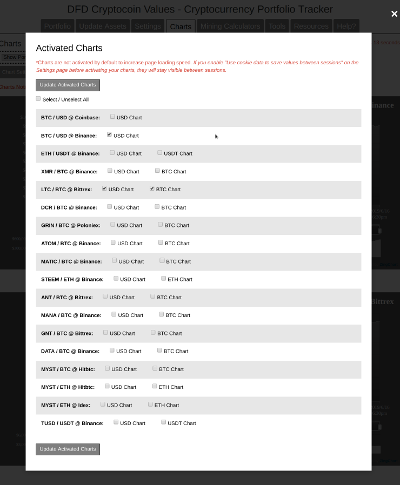 DFD Cryptocoin Values - Cryptocurrency Portfolio Tracker
Portfolio Update Assets Settings Charts Mining Calculators Tools Resources Help?
×
Charts
Activated Charts
*Charts are not activated by default to increase page loading speed. If you enable "Use cookie data to save values between sessions" on the
Settings page before activating your charts, they will stay visible between sessions.
Update Activated Charts
Select / Unselect All
BTC / USD @ Coinbase: USD Chart
BTC / USD @ Binance: USD Chart
ETH / USDT @ Binance: USD Chart USDT Chart
XMR / BTC @ Binance: USD Chart BTC Chart
LTC / BTC @ Bittrex: USD Chart BTC Chart
DCR / BTC @ Binance: USD Chart BTC Chart
GRIN / BTC @ Poloniex: USD Chart BTC Chart
ATOM / BTC @ Binance: USD Chart BTC Chart
MATIC / BTC @ Binance: USD Chart BTC Chart
STEEM / ETH @ Binance: USD Chart ETH Chart
ANT / BTC @ Bittrex: USD Chart BTC Chart
MANA / BTC @ Binance: USD Chart BTC Chart
GNT / BTC @ Bittrex: USD Chart BTC Chart
DATA / BTC @ Binance: USD Chart BTC Chart
MYST / BTC @ Hitbtc: USD Chart BTC Chart
MYST / ETH @ Hitbtc: USD Chart ETH Chart
MYST / ETH @ Idex: USD Chart ETH Chart
TUSD / USDT @ Binance: USD Chart USDT Chart
Update Activated Charts